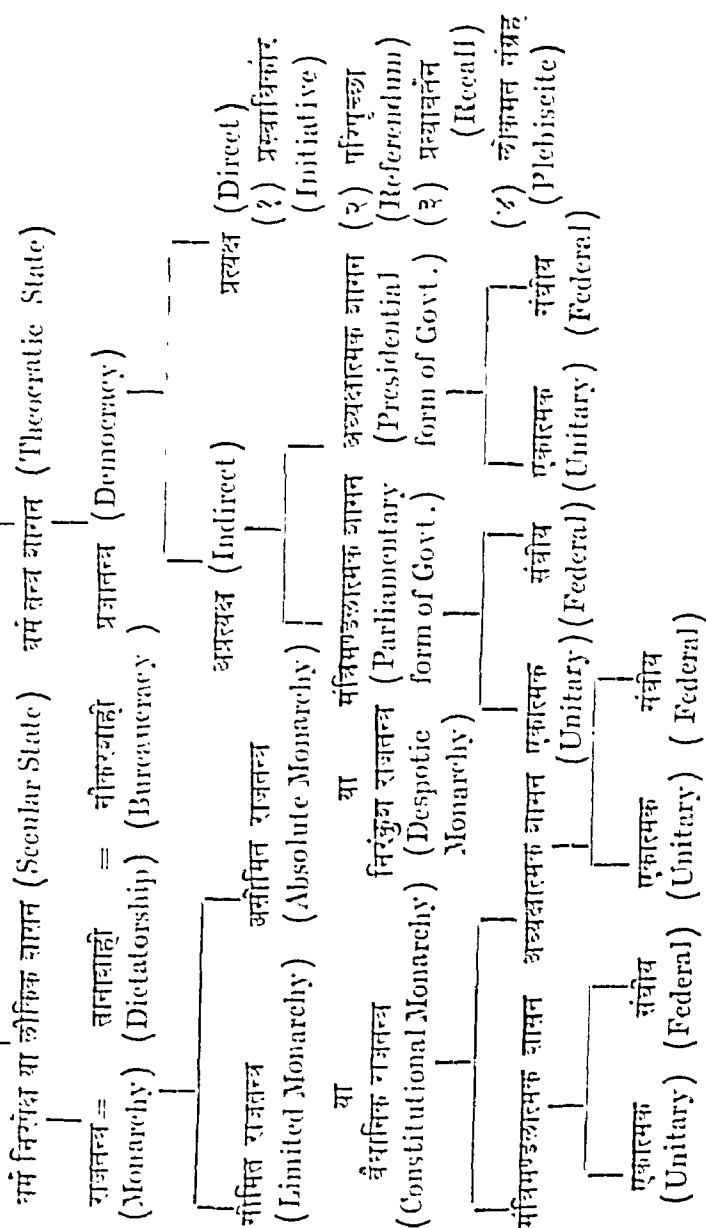 धर्म निरपेक्ष या लौकिक शासन (Secular State) धर्म तन्त्र शासन (Theocratic State)
राजतन्त्र = तानाशाही = नौकरशाही प्रजातन्त्र (Democracy)
(Monarchy) (Dictatorship) (Bureaucracy)
अप्रत्यक्ष (Indirect) प्रत्यक्ष (Direct)
(१) प्रस्वाधिकार
(Initiative)
(२) परिपृच्छा
(Referendum)
(३) प्रत्यावर्तन
(Recall)
(४) लोकमत संग्रह
(Plebiscite)
सीमित राजतन्त्र असीमित राजतन्त्र
(Limited Monarchy) (Absolute Monarchy)
या या
वैधानिक राजतन्त्र निरंकुश राजतन्त्र
(Constitutional Monarchy) (Despotic
Monarchy)
मंत्रिमण्डलात्मक शासन अध्यक्षात्मक शासन
(Parliamentary (Presidential
form of Govt.) form of Govt.)
मंत्रिमण्डलात्मक शासन अध्यक्षात्मक शासन एकात्मक संघीय एकात्मक संघीय
(Unitary) (Federal) (Unitary) (Federal)
एकात्मक संघीय एकात्मक संघीय
(Unitary) (Federal) (Unitary) (Federal)